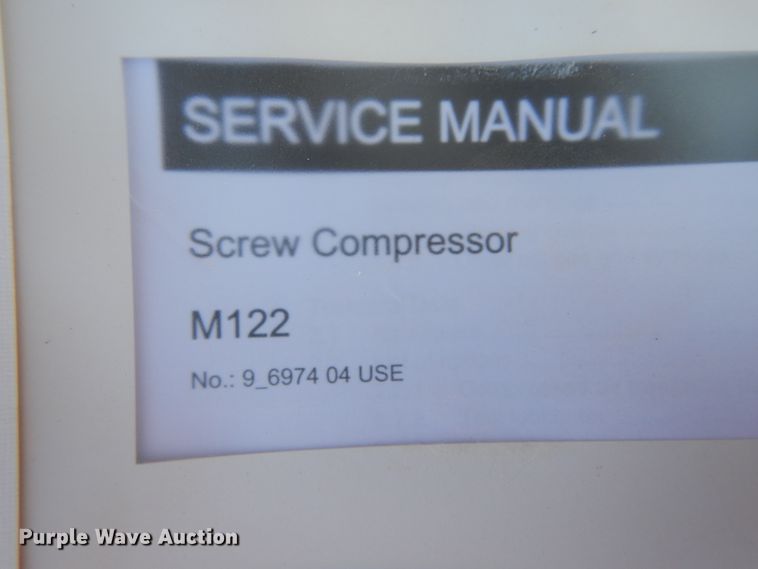 SERVICE MANUAL
Screw Compressor
M122
No.: 9_6974 04 USE
Purple Wave Auction